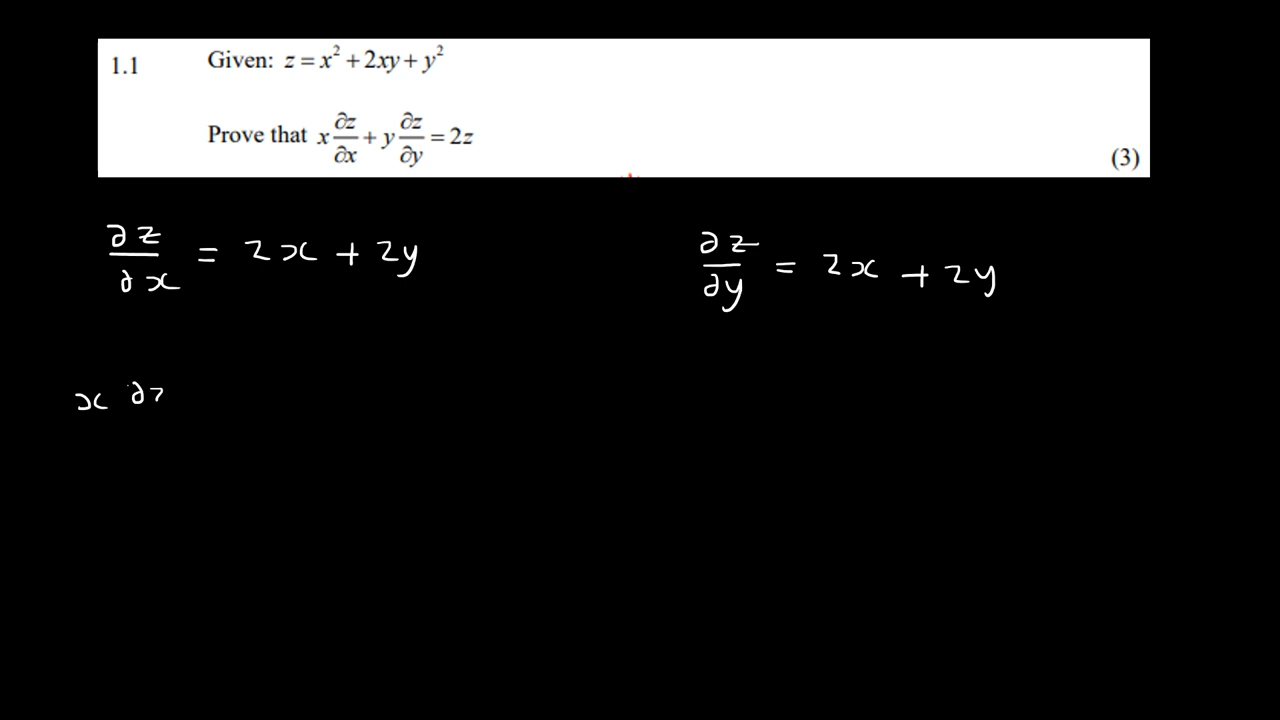 1.1 Given: z = x² + 2xy + y²
Prove that x ∂z/∂x + y ∂z/∂y = 2z
(3)
∂z/∂x = 2x + 2y
∂z/∂y = 2x + 2y
x ∂z